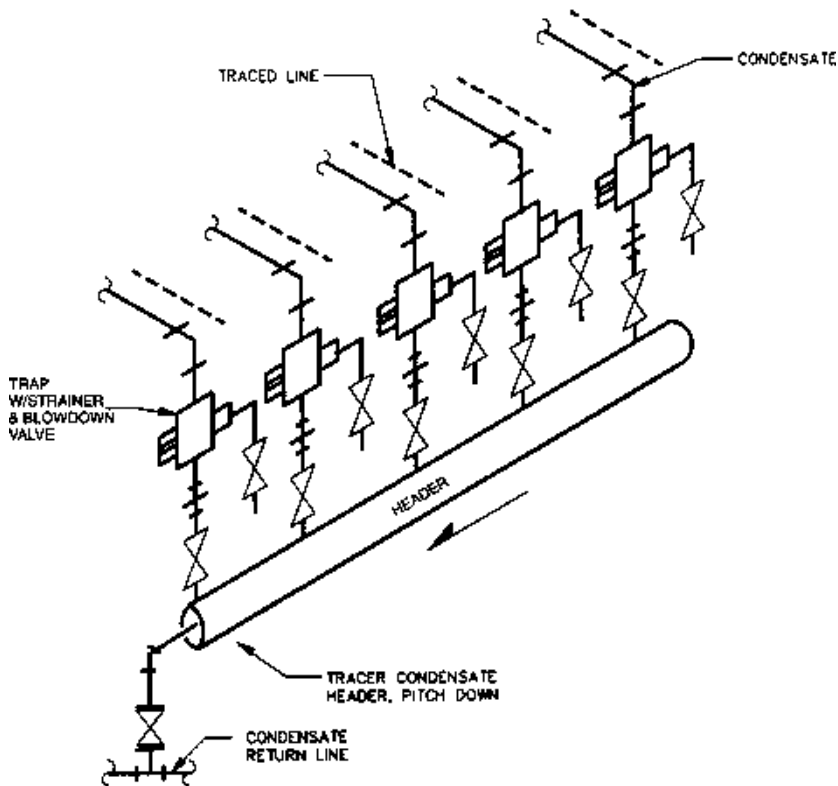 CONDENSATE
TRACED LINE
TRAP
W/STRAINER
& BLOWDOWN
VALVE
HEADER
TRACER CONDENSATE
HEADER, PITCH DOWN
CONDENSATE
RETURN LINE